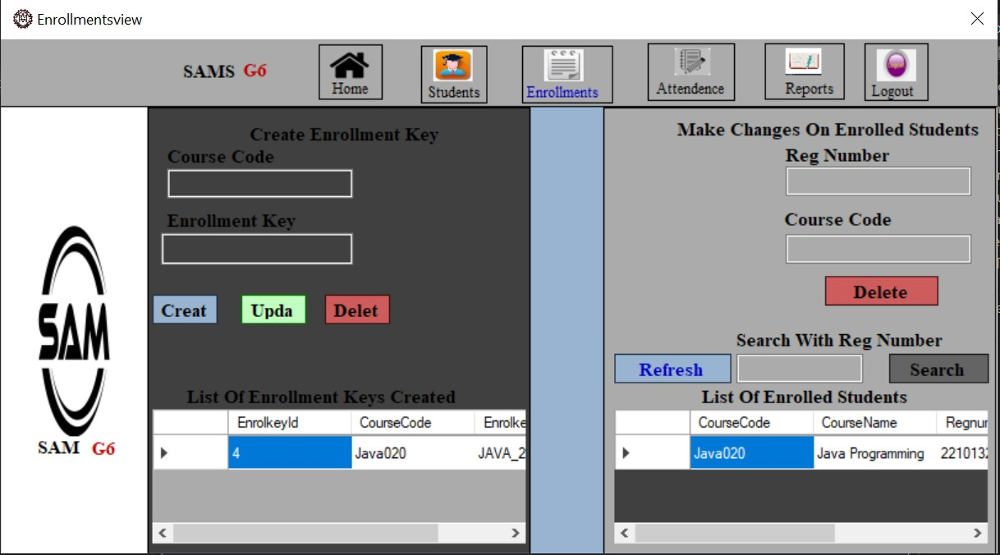 Enrollmentsview
SAMS G6
Home
Students
Enrollments
Attendence
Reports
Logout
Create Enrollment Key
Course Code
Enrollment Key
Creat
Upda
Delet
List Of Enrollment Keys Created
EnrolkeyId CourseCode Enrolke
4 Java020 JAVA_2
Make Changes On Enrolled Students
Reg Number
Course Code
Delete
Search With Reg Number
Refresh
Search
List Of Enrolled Students
CourseCode CourseName Regnur
Java020 Java Programming 2210132
SAM
SAM G6